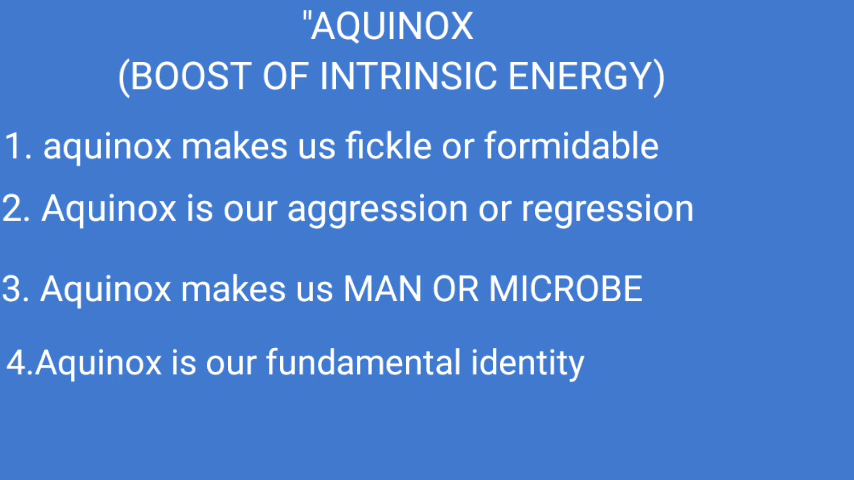 "AQUINOX
(BOOST OF INTRINSIC ENERGY)
1. aquinox makes us fickle or formidable
2. Aquinox is our aggression or regression
3. Aquinox makes us MAN OR MICROBE
4.Aquinox is our fundamental identity